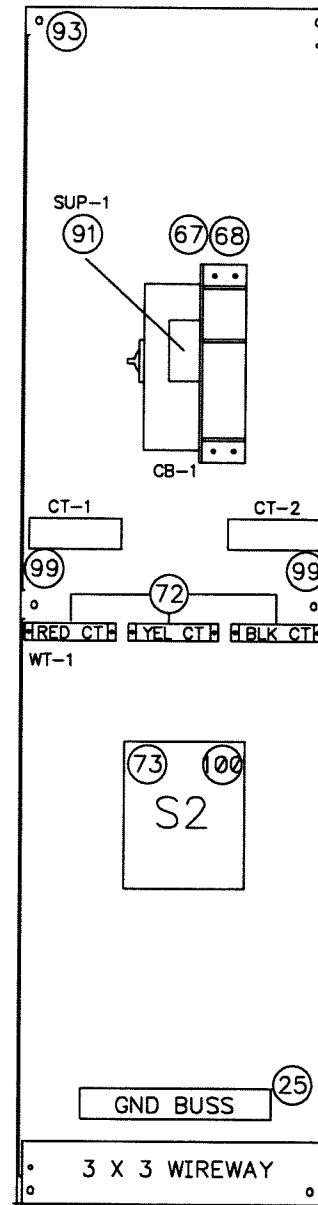 93
SUP-1
91
67 68
CB-1
CT-1
CT-2
99
99
72
RED CT
YEL CT
BLK CT
WT-1
73
100
S2
25
GND BUSS
3 X 3 WIREWAY